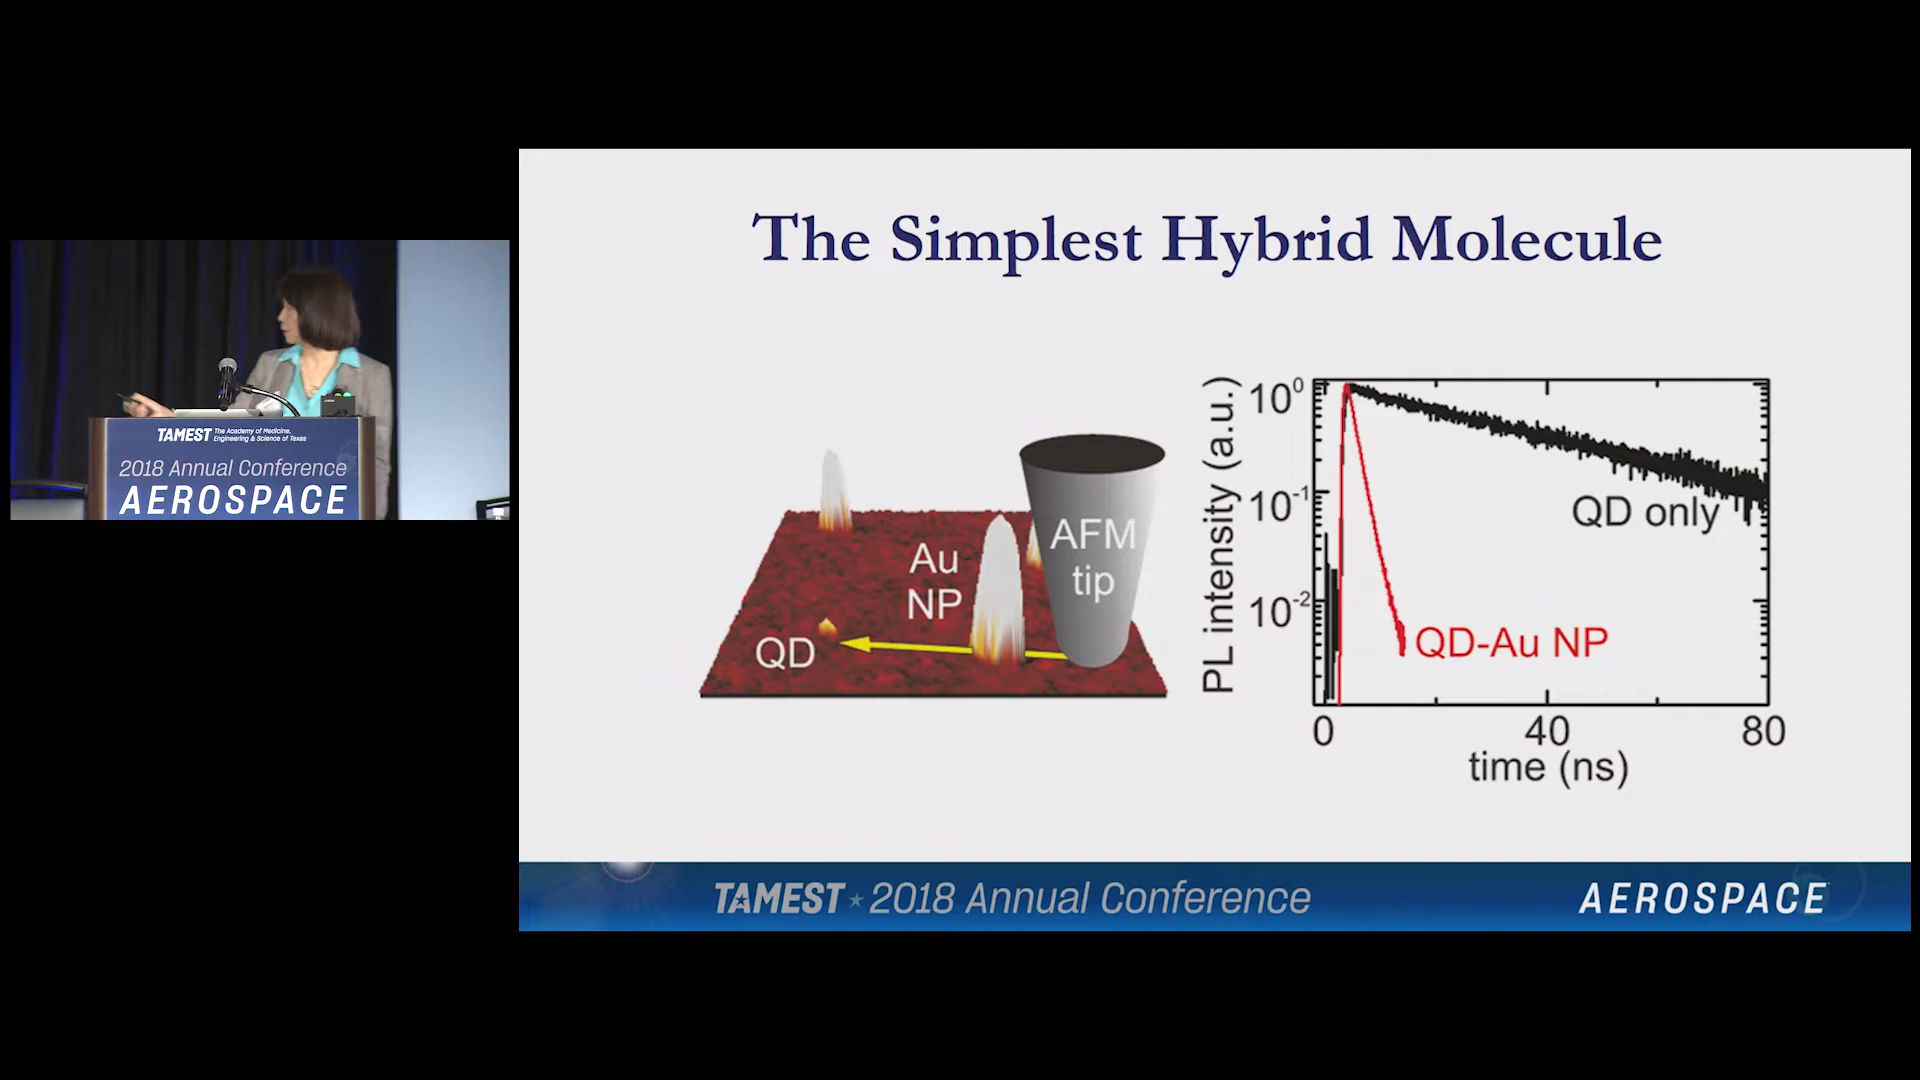 TAMEST The Academy of Medicine,
Engineering & Science of Texas
2018 Annual Conference
AEROSPACE
The Simplest Hybrid Molecule
Au
NP
AFM
tip
QD
PL intensity (a.u.)
10⁰
10⁻¹
10⁻²
QD only
QD-Au NP
0 40 80
time (ns)
TAMEST ★ 2018 Annual Conference AEROSPACE